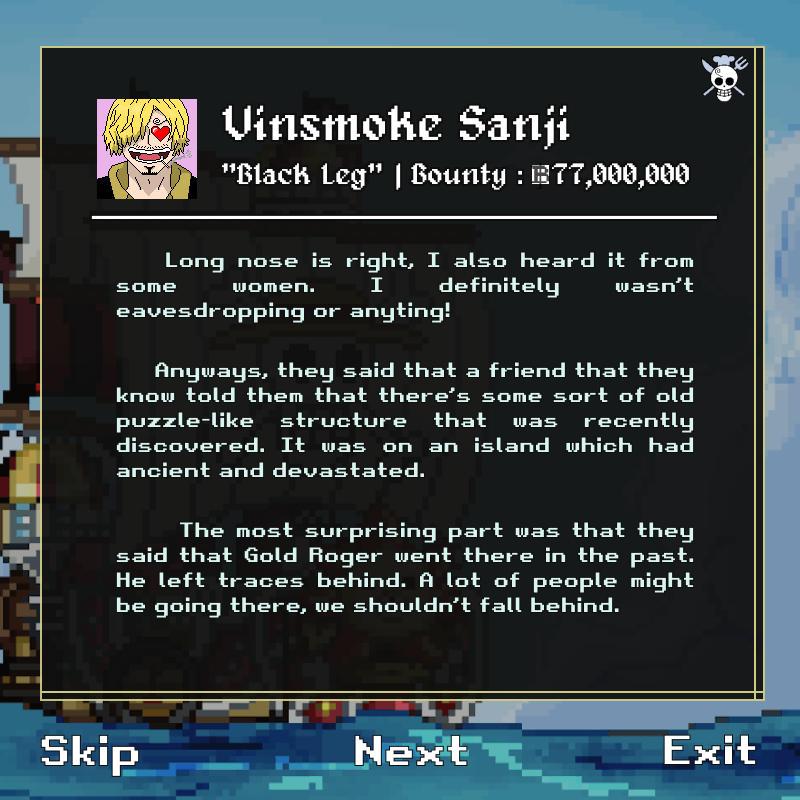 Vinsmoke Sanji
"Black Leg" | Bounty : 77,000,000
Long nose is right, I also heard it from
some women. I definitely wasn't
eavesdropping or anyting!
Anyways, they said that a friend that they
know told them that there's some sort of old
puzzle-like structure that was recently
discovered. It was on an island which had
ancient and devastated.
The most surprising part was that they
said that Gold Roger went there in the past.
He left traces behind. A lot of people might
be going there, we shouldn't fall behind.
Skip Next Exit